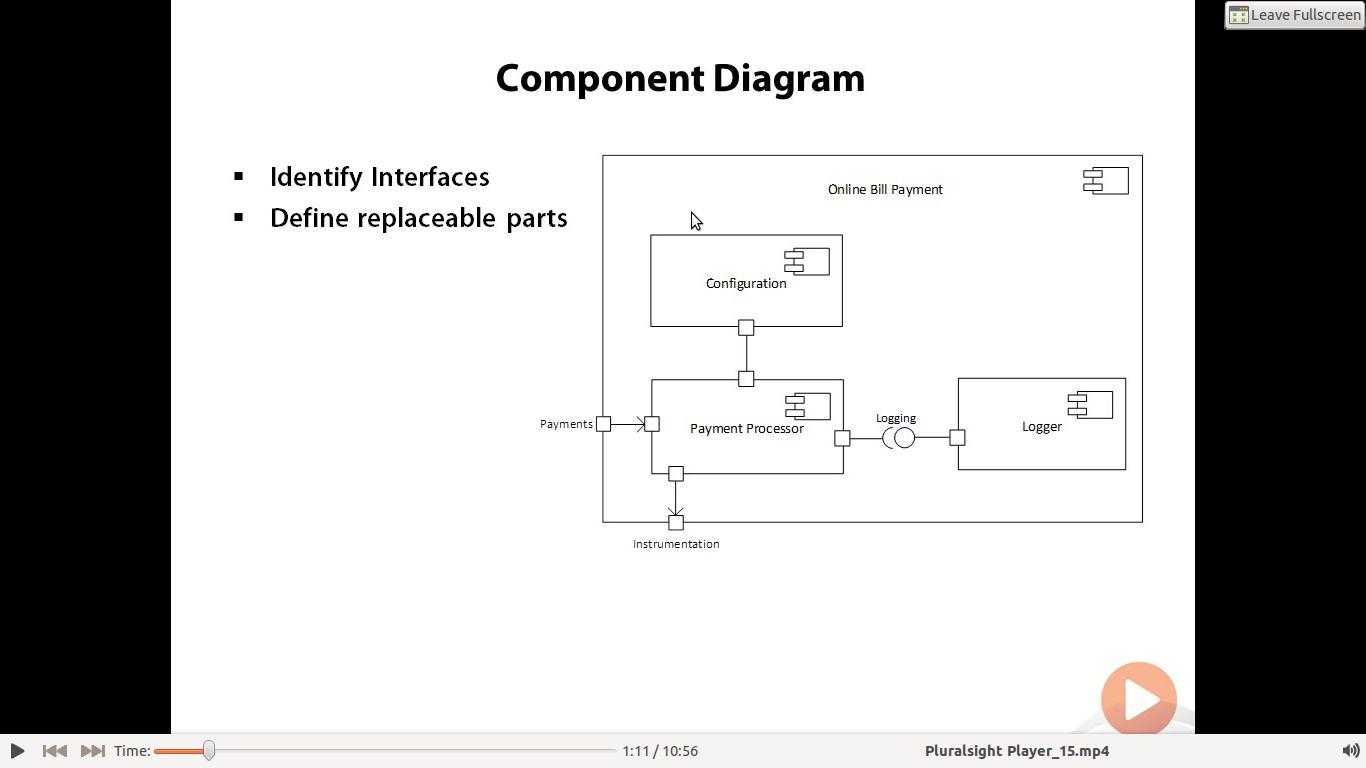 Leave Fullscreen
Component Diagram
▪ Identify Interfaces
▪ Define replaceable parts
Online Bill Payment
Configuration
Payments
Payment Processor
Logging
Logger
Instrumentation
Time:
1:11 / 10:56
Pluralsight Player_15.mp4